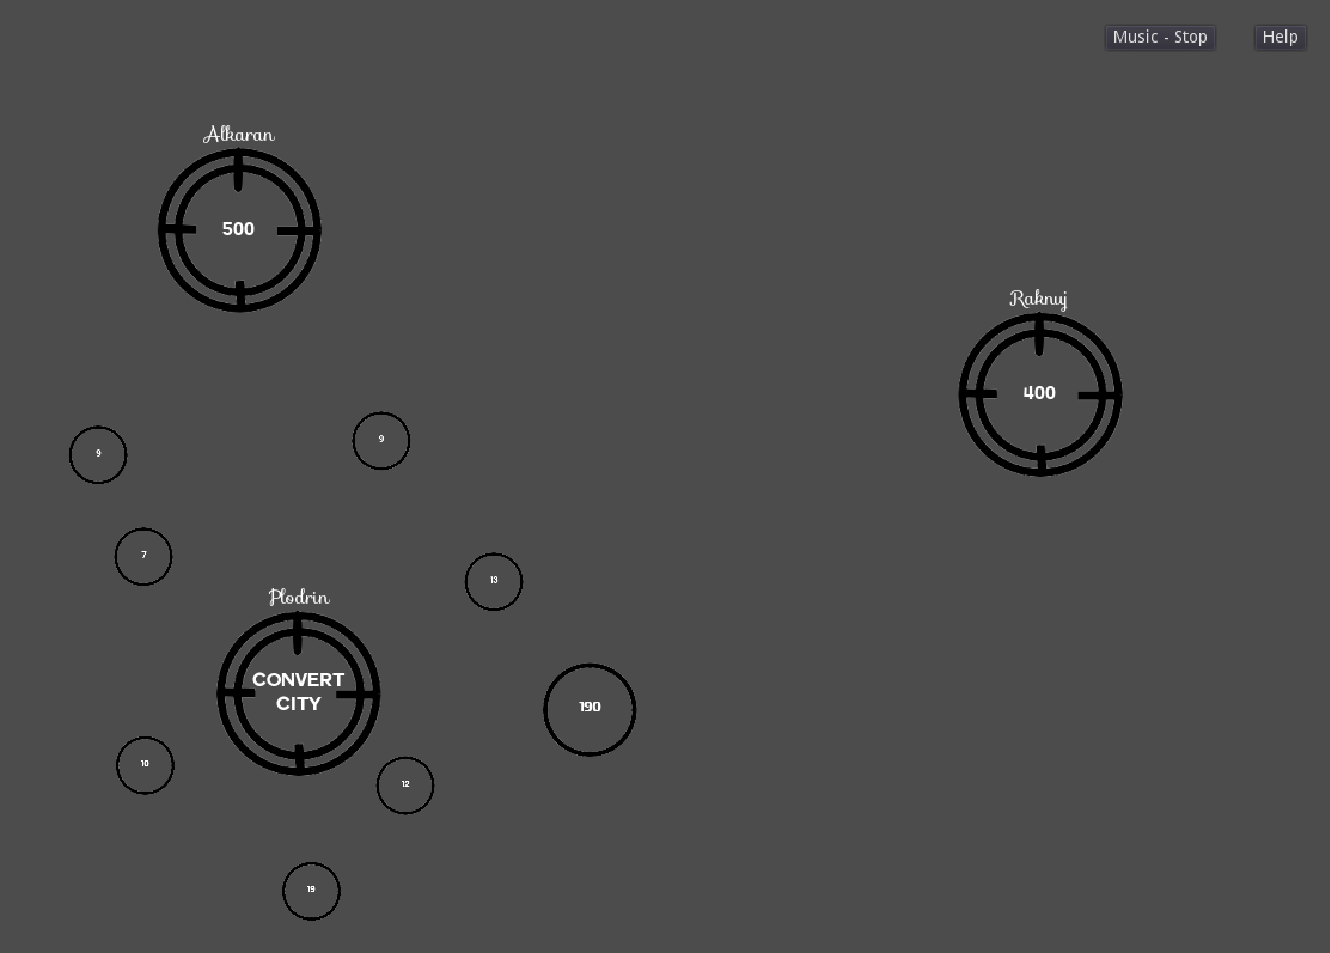 Music - Stop
Help
Alkaran
500
Raknuj
400
9
9
7
13
Plodrin
CONVERT
CITY
190
10
12
19